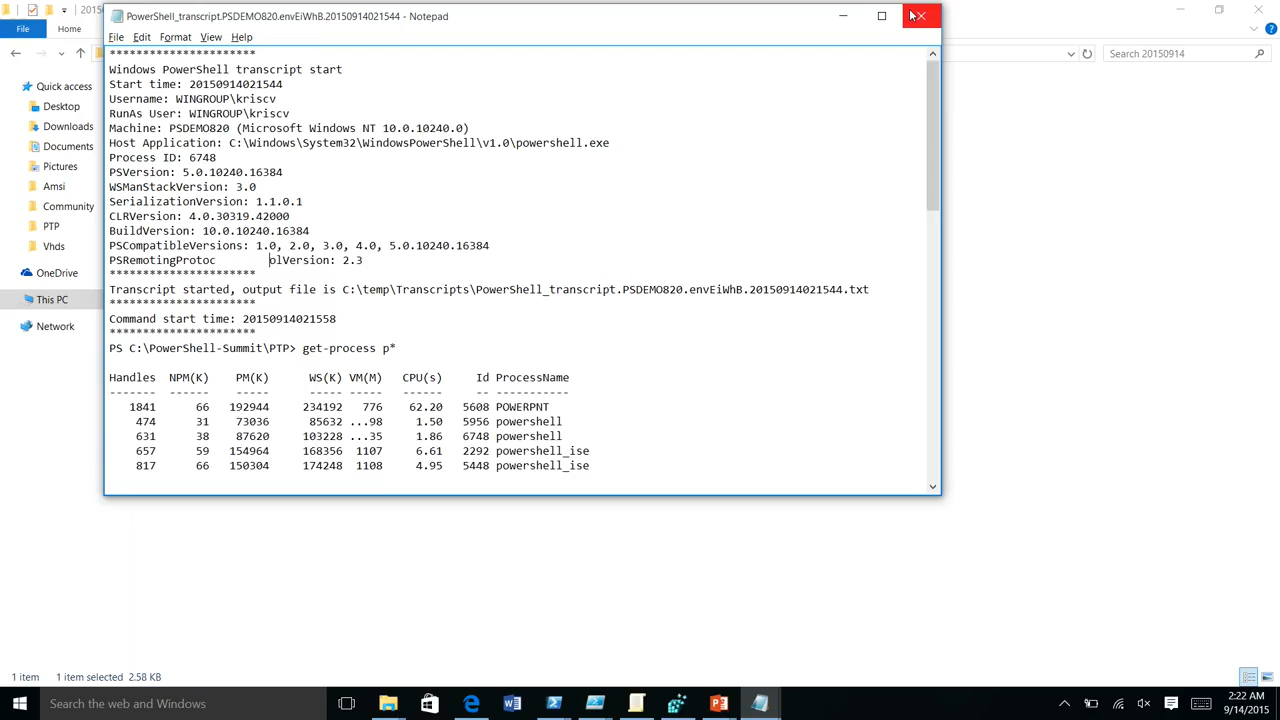 20150
PowerShell_transcript.PSDEMO820.envEiWhB.20150914021544 - Notepad
File Home
File Edit Format View Help
Search 20150914
Quick access
Desktop
Downloads
Documents
Pictures
Amsi
Community
PTP
Vhds
OneDrive
This PC
Network
**********************
Windows PowerShell transcript start
Start time: 20150914021544
Username: WINGROUP\kriscv
RunAs User: WINGROUP\kriscv
Machine: PSDEMO820 (Microsoft Windows NT 10.0.10240.0)
Host Application: C:\Windows\System32\WindowsPowerShell\v1.0\powershell.exe
Process ID: 6748
PSVersion: 5.0.10240.16384
WSManStackVersion: 3.0
SerializationVersion: 1.1.0.1
CLRVersion: 4.0.30319.42000
BuildVersion: 10.0.10240.16384
PSCompatibleVersions: 1.0, 2.0, 3.0, 4.0, 5.0.10240.16384
PSRemotingProtoc olVersion: 2.3
**********************
Transcript started, output file is C:\temp\Transcripts\PowerShell_transcript.PSDEMO820.envEiWhB.20150914021544.txt
**********************
Command start time: 20150914021558
**********************
PS C:\PowerShell-Summit\PTP> get-process p*
Handles NPM(K) PM(K) WS(K) VM(M) CPU(s) Id ProcessName
------- ------ ----- ----- ----- ------ -- -----------
1841 66 192944 234192 776 62.20 5608 POWERPNT
474 31 73036 85632 ...98 1.50 5956 powershell
631 38 87620 103228 ...35 1.86 6748 powershell
657 59 154964 168356 1107 6.61 2292 powershell_ise
817 66 150304 174248 1108 4.95 5448 powershell_ise
1 item 1 item selected 2.58 KB
Search the web and Windows
2:22 AM
9/14/2015